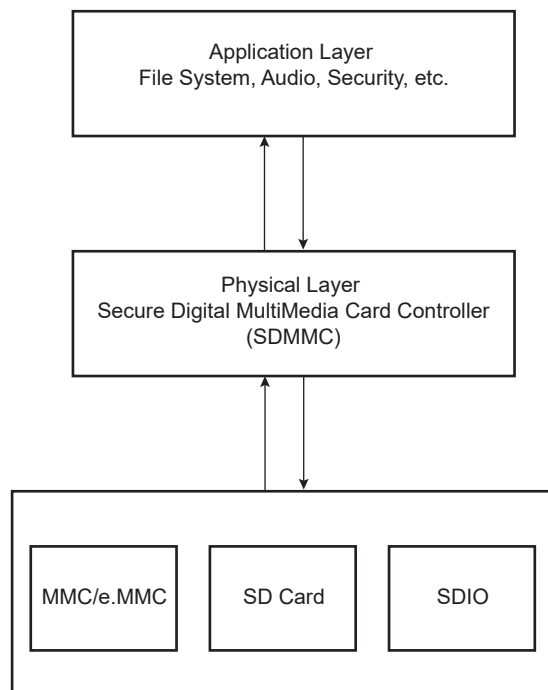 Application Layer
File System, Audio, Security, etc.
Physical Layer
Secure Digital MultiMedia Card Controller
(SDMMC)
MMC/e.MMC
SD Card
SDIO